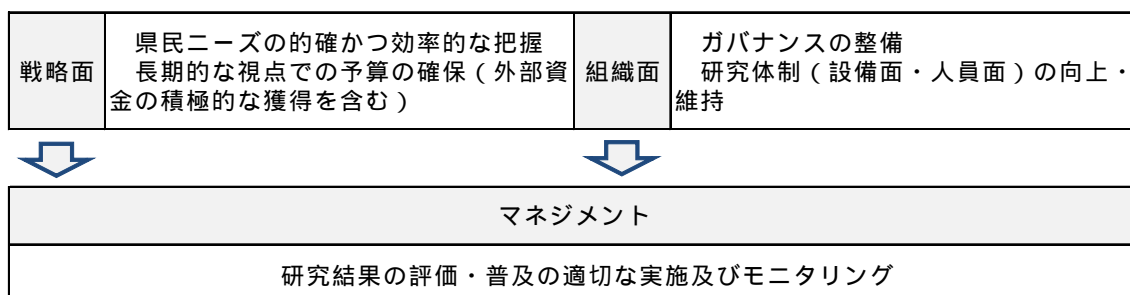 戦略面
県民ニーズの的確かつ効率的な把握
長期的な視点での予算の確保（外部資
金の積極的な獲得を含む）
組織面
ガバナンスの整備
研究体制（設備面・人員面）の向上・
維持
マネジメント
研究結果の評価・普及の適切な実施及びモニタリング